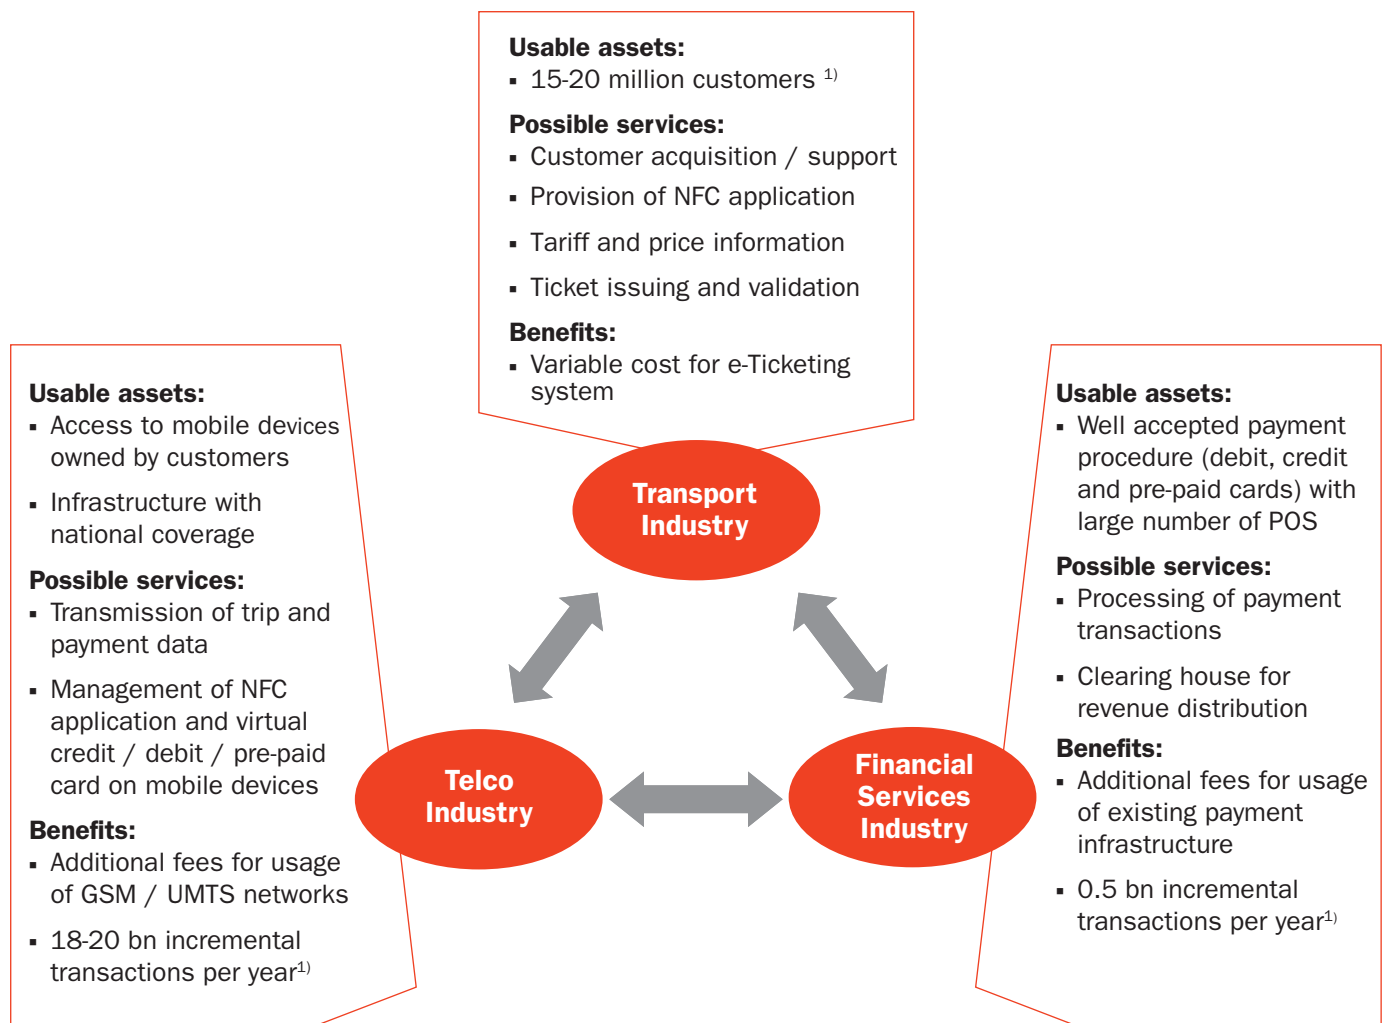 Usable assets:
▪ 15-20 million customers 1)
Possible services:
▪ Customer acquisition / support
▪ Provision of NFC application
▪ Tariff and price information
▪ Ticket issuing and validation
Benefits:
▪ Variable cost for e-Ticketing
system
Usable assets:
▪ Access to mobile devices
owned by customers
▪ Infrastructure with
national coverage
Possible services:
▪ Transmission of trip and
payment data
▪ Management of NFC
application and virtual
credit / debit / pre-paid
card on mobile devices
Benefits:
▪ Additional fees for usage
of GSM / UMTS networks
▪ 18-20 bn incremental
transactions per year1)
Transport
Industry
Telco
Industry
Financial
Services
Industry
Usable assets:
▪ Well accepted payment
procedure (debit, credit
and pre-paid cards) with
large number of POS
Possible services:
▪ Processing of payment
transactions
▪ Clearing house for
revenue distribution
Benefits:
▪ Additional fees for usage
of existing payment
infrastructure
▪ 0.5 bn incremental
transactions per year1)